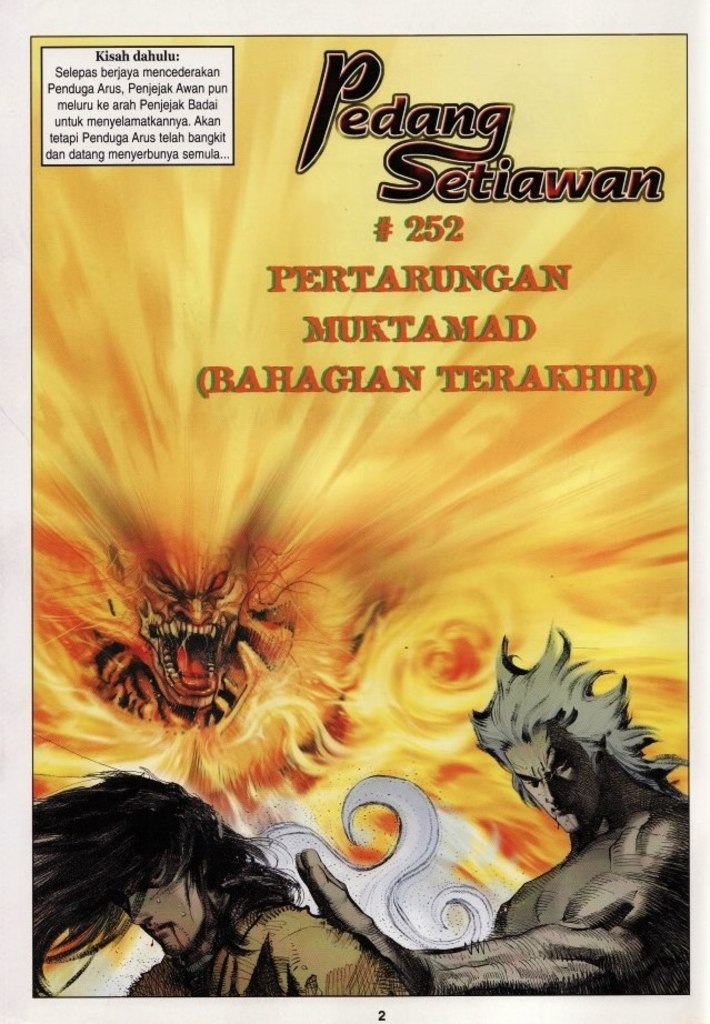 Kisah dahulu:
Selepas berjaya mencederakan
Penduga Arus, Penjejak Awan pun
meluru ke arah Penjejak Badai
untuk menyelamatkannya. Akan
tetapi Penduga Arus telah bangkit
dan datang menyerbunya semula...
Pedang
Setiawan
# 252
PERTARUNGAN
MUKTAMAD
(BAHAGIAN TERAKHIR)
2